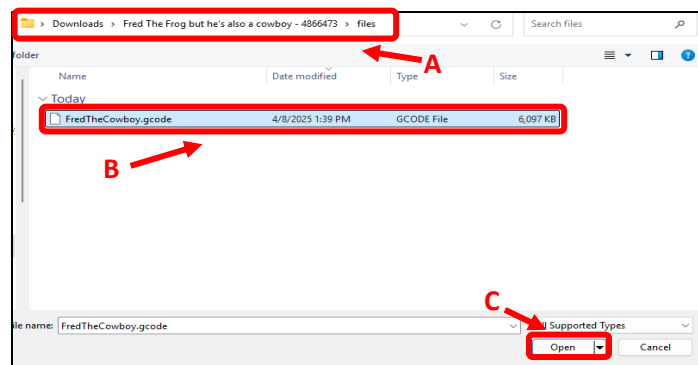 Downloads > Fred The Frog but he's also a cowboy - 4866473 > files
Search files
A
folder
Name Date modified Type Size
Today
FredTheCowboy.gcode 4/8/2025 1:39 PM GCODE File 6,097 KB
B
C
ile name: FredTheCowboy.gcode
Supported Types
Open Cancel